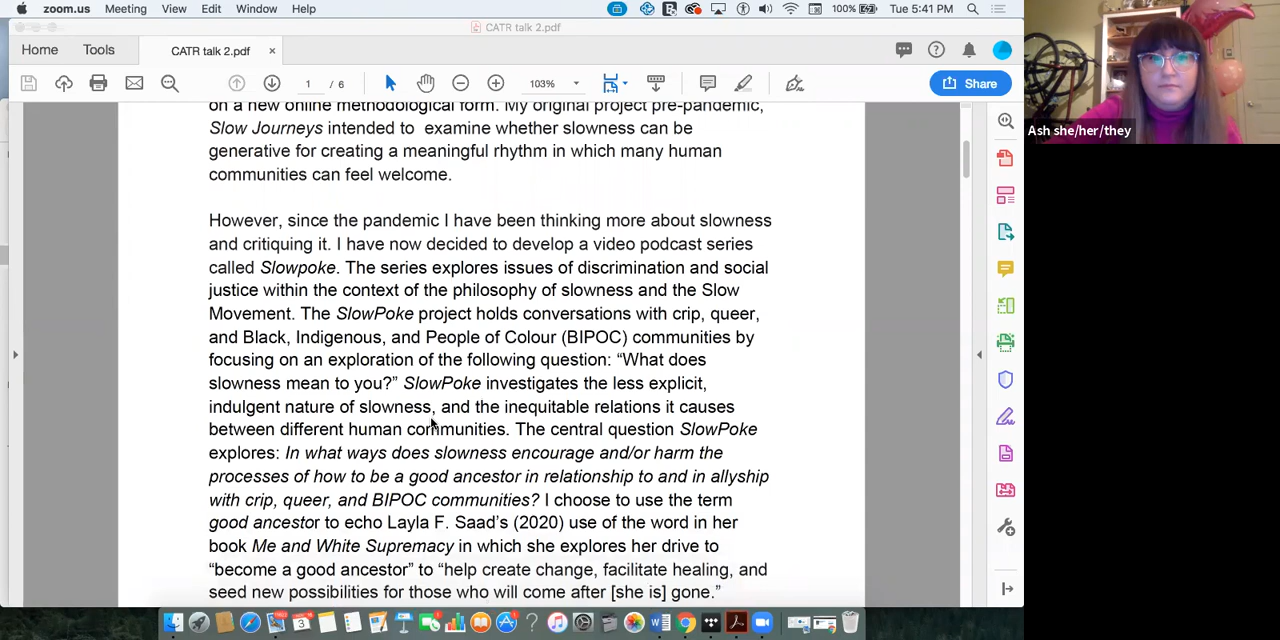 zoom.us Meeting View Edit Window Help 100% Tue 5:41 PM
CATR talk 2.pdf
Home Tools CATR talk 2.pdf ×
1 / 6 103% Share
on a new online methodological form. My original project pre-pandemic,
Slow Journeys intended to examine whether slowness can be
generative for creating a meaningful rhythm in which many human
communities can feel welcome.
However, since the pandemic I have been thinking more about slowness
and critiquing it. I have now decided to develop a video podcast series
called Slowpoke. The series explores issues of discrimination and social
justice within the context of the philosophy of slowness and the Slow
Movement. The SlowPoke project holds conversations with crip, queer,
and Black, Indigenous, and People of Colour (BIPOC) communities by
focusing on an exploration of the following question: “What does
slowness mean to you?” SlowPoke investigates the less explicit,
indulgent nature of slowness, and the inequitable relations it causes
between different human communities. The central question SlowPoke
explores: In what ways does slowness encourage and/or harm the
processes of how to be a good ancestor in relationship to and in allyship
with crip, queer, and BIPOC communities? I choose to use the term
good ancestor to echo Layla F. Saad’s (2020) use of the word in her
book Me and White Supremacy in which she explores her drive to
“become a good ancestor” to “help create change, facilitate healing, and
seed new possibilities for those who will come after [she is] gone.”
Ash she/her/they